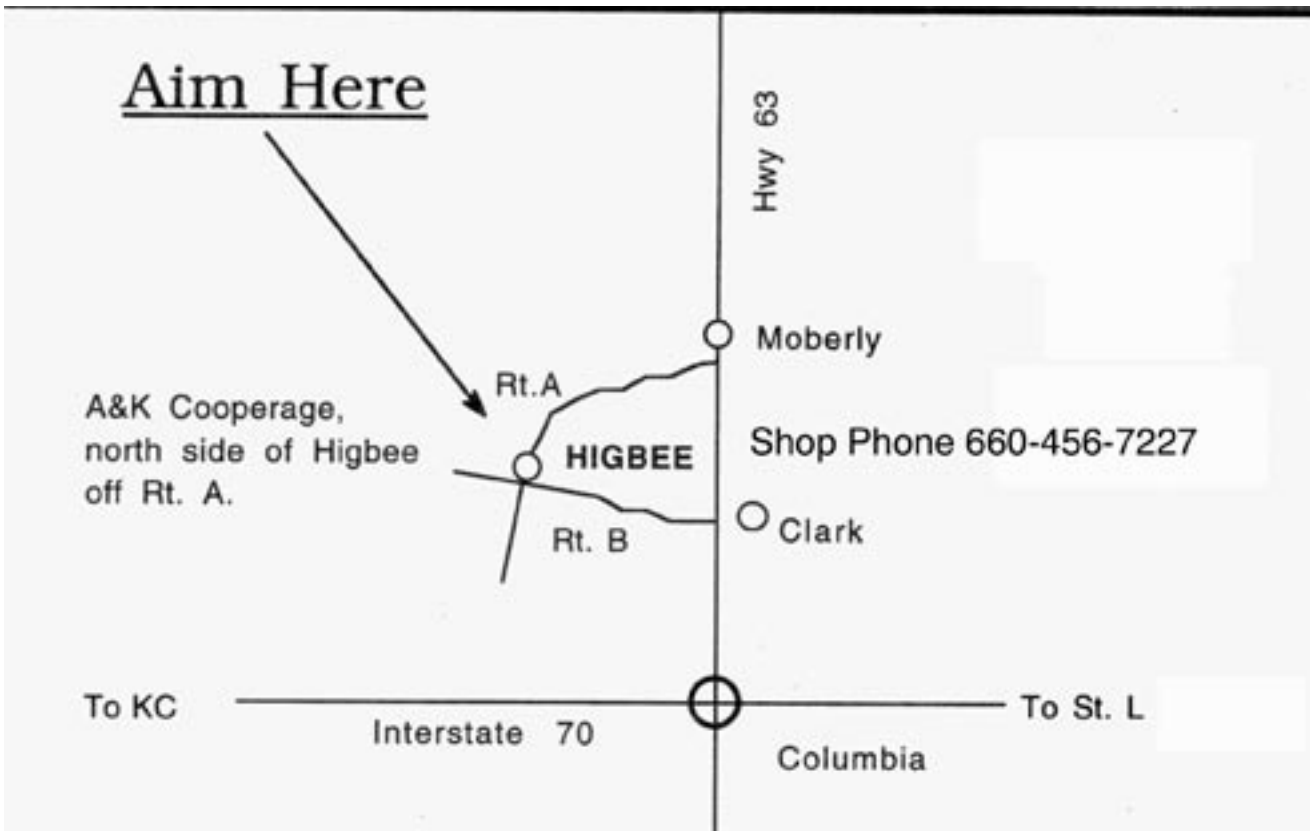 Aim Here
Hwy 63
Moberly
Rt.A
A&K Cooperage,
north side of Higbee
off Rt. A.
HIGBEE
Shop Phone 660-456-7227
Clark
Rt. B
To KC
Interstate 70
To St. L
Columbia